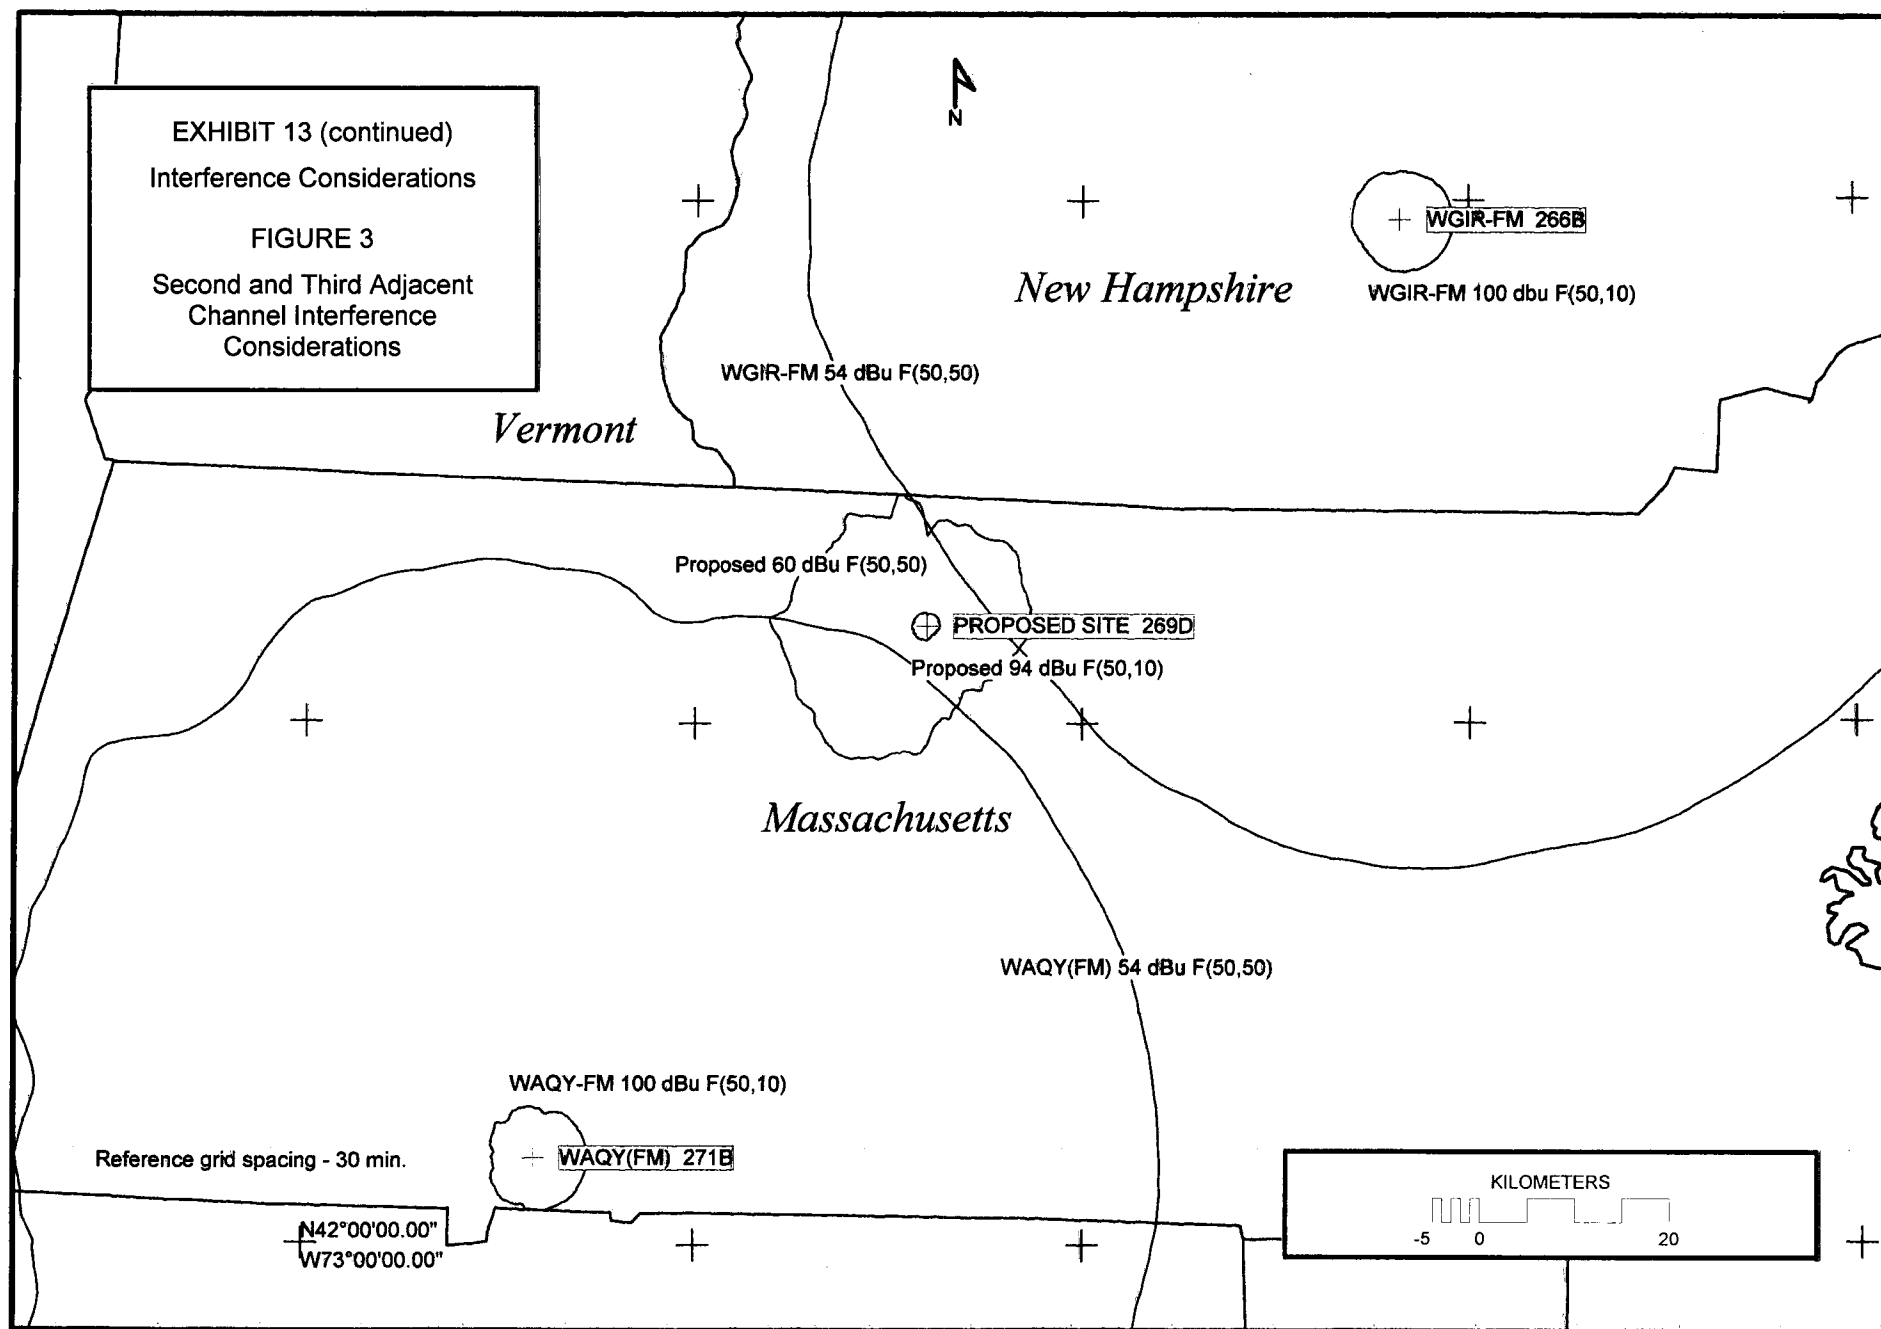 EXHIBIT 13 (continued)
Interference Considerations
FIGURE 3
Second and Third Adjacent
Channel Interference
Considerations
N
WGIR-FM 266B
New Hampshire
WGIR-FM 100 dbu F(50,10)
WGIR-FM 54 dBu F(50,50)
Vermont
Proposed 60 dBu F(50,50)
PROPOSED SITE 269D
Proposed 94 dBu F(50,10)
Massachusetts
WAQY(FM) 54 dBu F(50,50)
WAQY-FM 100 dBu F(50,10)
WAQY(FM) 271B
Reference grid spacing - 30 min.
N42°00'00.00"
W73°00'00.00"
KILOMETERS
-5 0 20